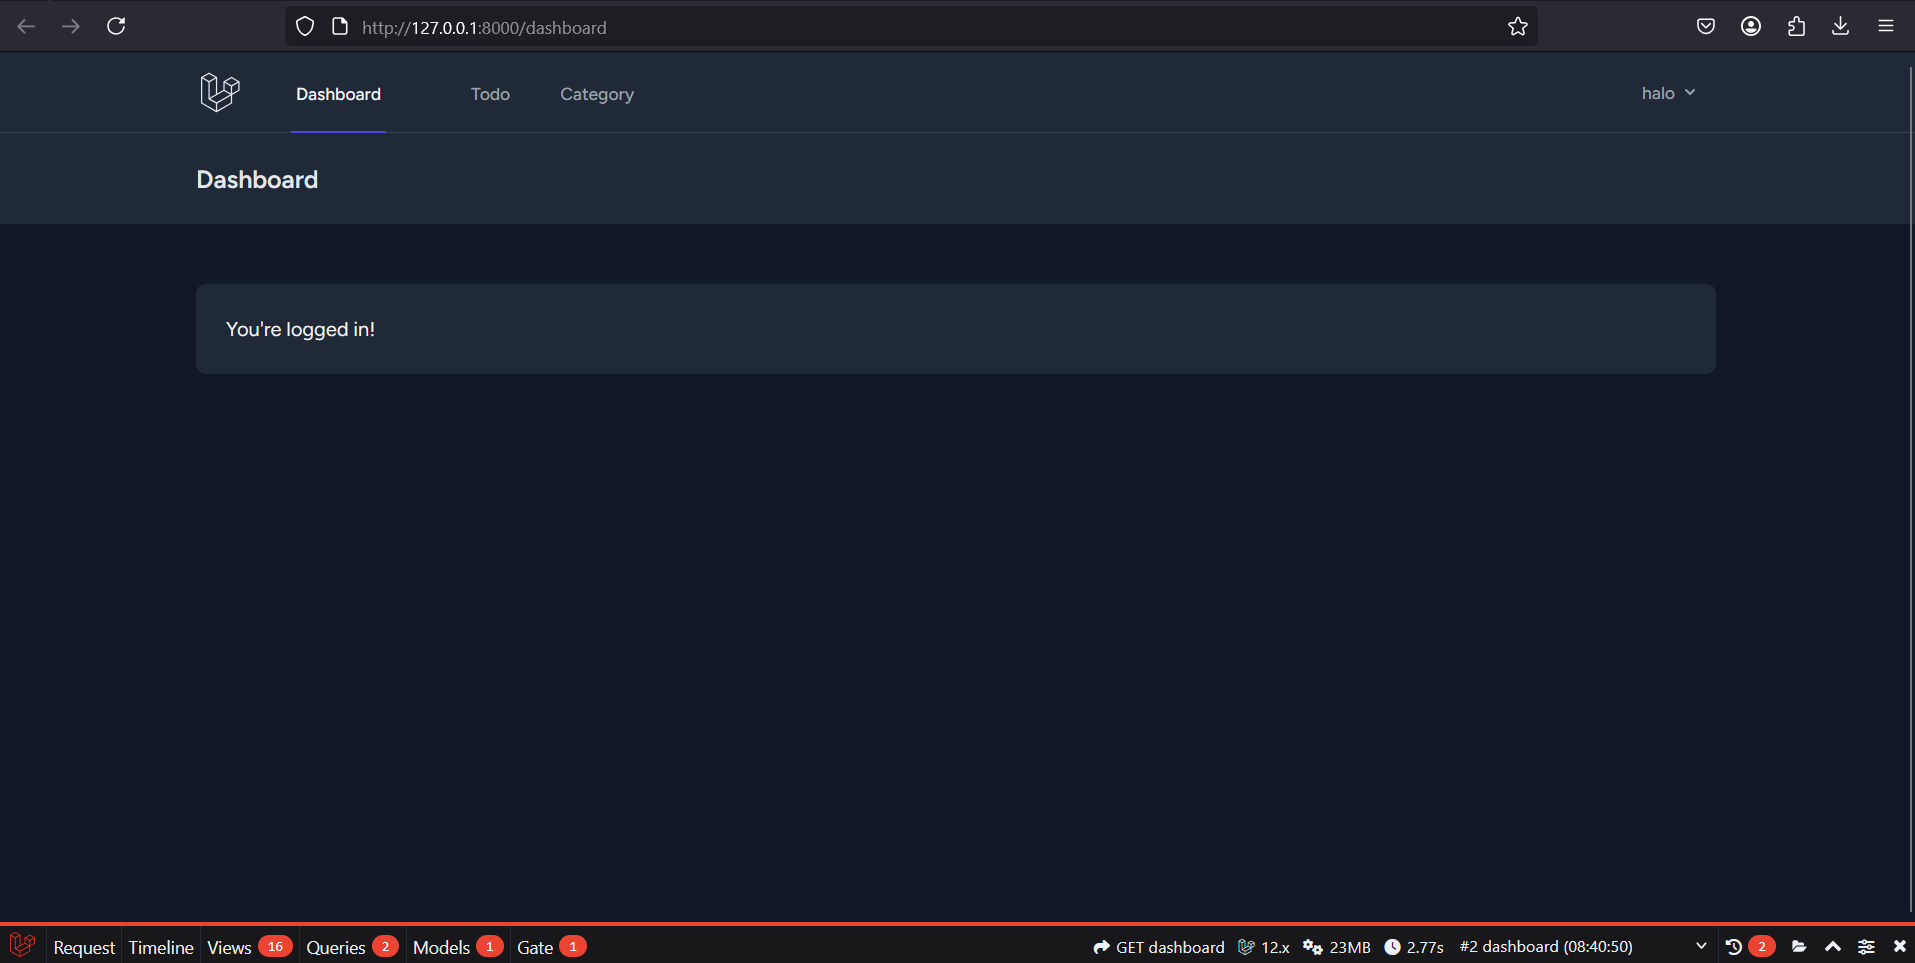 http://127.0.0.1:8000/dashboard
Dashboard Todo Category halo
Dashboard
You're logged in!
Request Timeline Views 16 Queries 2 Models 1 Gate 1 GET dashboard 12.x 23MB 2.77s #2 dashboard (08:40:50) 2